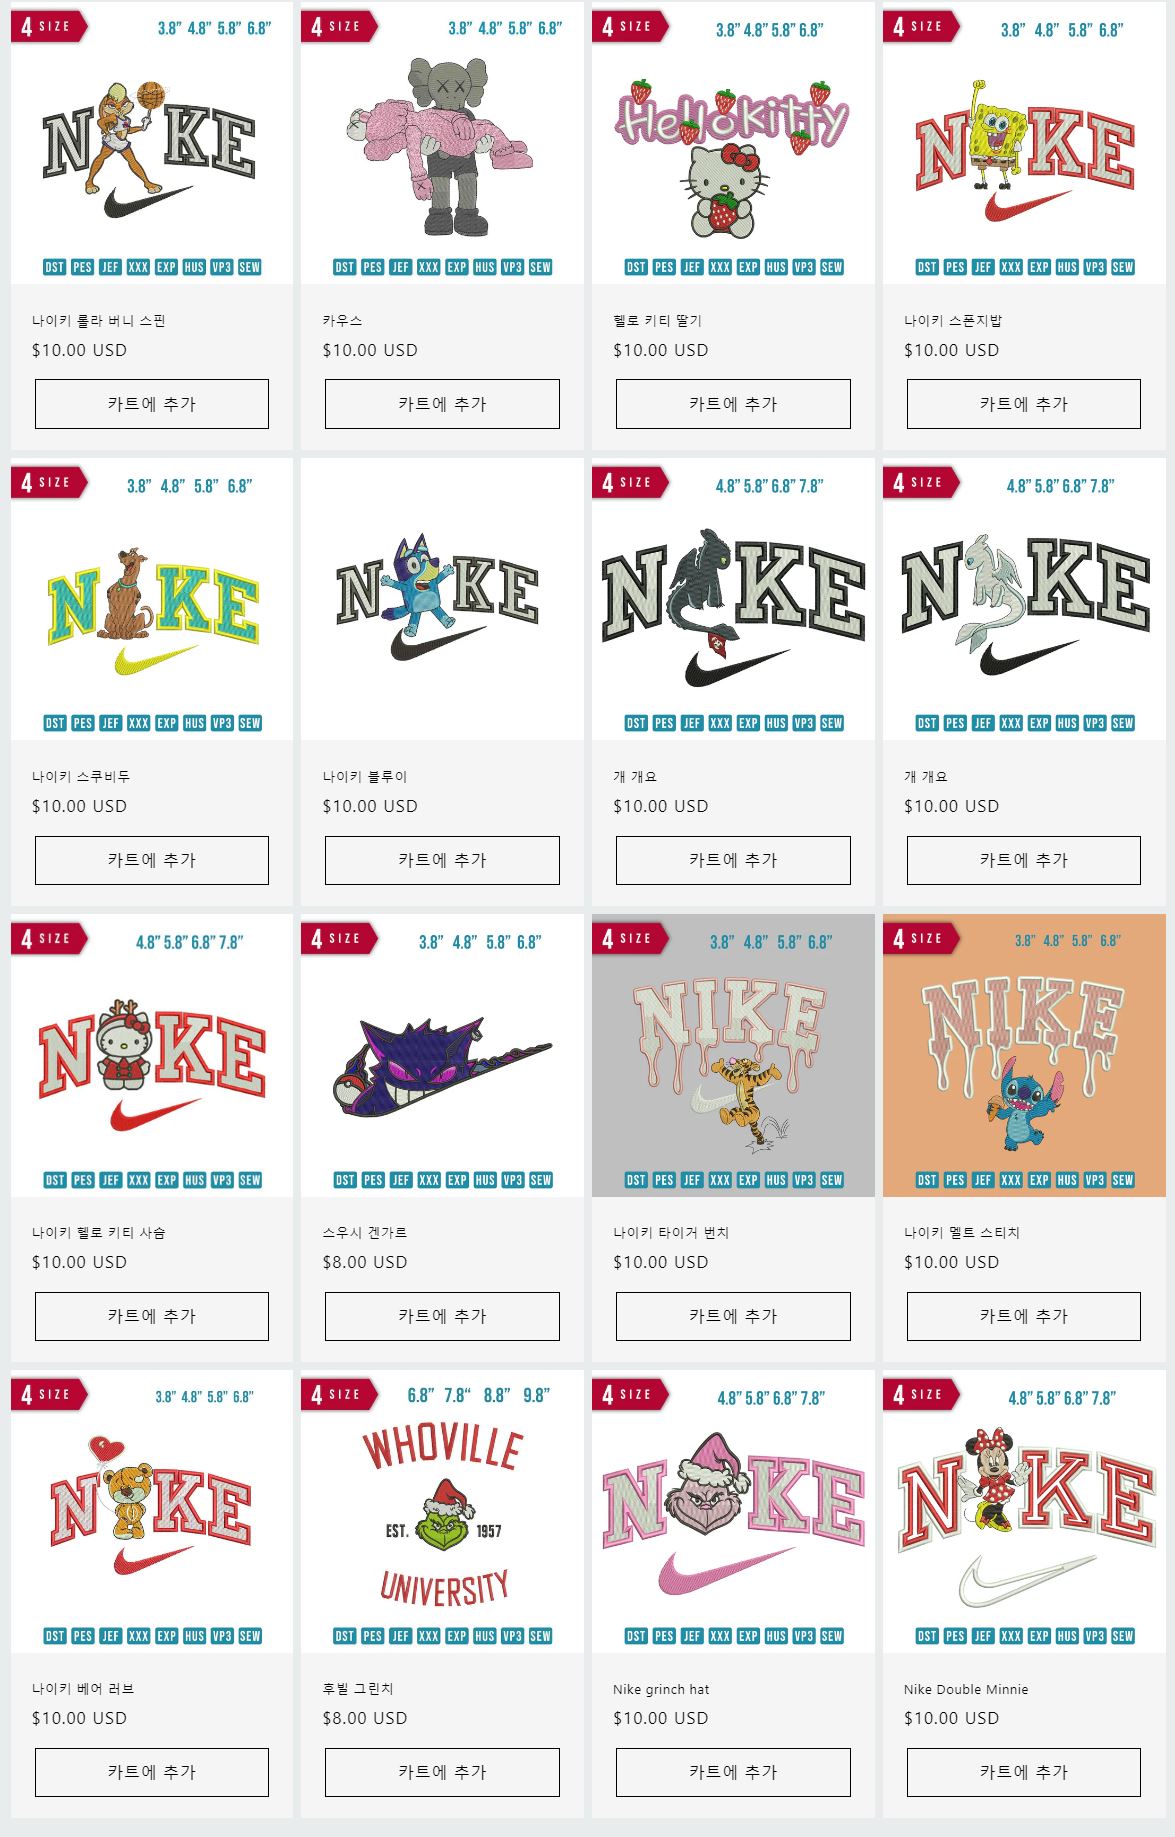 4 SIZE
3.8” 4.8” 5.8” 6.8”
NIKE
DST PES JEF XXX EXP HUS VP3 SEW
나이키 롤라 버니 스핀
$10.00 USD
카트에 추가
4 SIZE
3.8” 4.8” 5.8” 6.8”
DST PES JEF XXX EXP HUS VP3 SEW
카우스
$10.00 USD
카트에 추가
4 SIZE
3.8” 4.8” 5.8” 6.8”
Hello kitty
DST PES JEF XXX EXP HUS VP3 SEW
헬로 키티 딸기
$10.00 USD
카트에 추가
4 SIZE
3.8” 4.8” 5.8” 6.8”
NIKE
DST PES JEF XXX EXP HUS VP3 SEW
나이키 스폰지밥
$10.00 USD
카트에 추가
4 SIZE
3.8” 4.8” 5.8” 6.8”
NIKE
DST PES JEF XXX EXP HUS VP3 SEW
나이키 스쿠비두
$10.00 USD
카트에 추가
NIKE
나이키 블루이
$10.00 USD
카트에 추가
4 SIZE
4.8” 5.8” 6.8” 7.8”
NIKE
DST PES JEF XXX EXP HUS VP3 SEW
개 개요
$10.00 USD
카트에 추가
4 SIZE
4.8” 5.8” 6.8” 7.8”
NIKE
DST PES JEF XXX EXP HUS VP3 SEW
개 개요
$10.00 USD
카트에 추가
4 SIZE
4.8” 5.8” 6.8” 7.8”
NIKE
DST PES JEF XXX EXP HUS VP3 SEW
나이키 헬로 키티 사슴
$10.00 USD
카트에 추가
4 SIZE
3.8” 4.8” 5.8” 6.8”
DST PES JEF XXX EXP HUS VP3 SEW
스우시 겐가르
$8.00 USD
카트에 추가
4 SIZE
3.8” 4.8” 5.8” 6.8”
NIKE
DST PES JEF XXX EXP HUS VP3 SEW
나이키 타이거 번치
$10.00 USD
카트에 추가
4 SIZE
3.8” 4.8” 5.8” 6.8”
NIKE
DST PES JEF XXX EXP HUS VP3 SEW
나이키 멜트 스티치
$10.00 USD
카트에 추가
4 SIZE
3.8” 4.8” 5.8” 6.8”
NIKE
DST PES JEF XXX EXP HUS VP3 SEW
나이키 베어 러브
$10.00 USD
카트에 추가
4 SIZE
6.8” 7.8“ 8.8” 9.8”
WHOVILLE
EST. 1957
UNIVERSITY
DST PES JEF XXX EXP HUS VP3 SEW
후빌 그린치
$8.00 USD
카트에 추가
4 SIZE
4.8” 5.8” 6.8” 7.8”
NIKE
DST PES JEF XXX EXP HUS VP3 SEW
Nike grinch hat
$10.00 USD
카트에 추가
4 SIZE
4.8” 5.8” 6.8” 7.8”
NIKE
DST PES JEF XXX EXP HUS VP3 SEW
Nike Double Minnie
$10.00 USD
카트에 추가